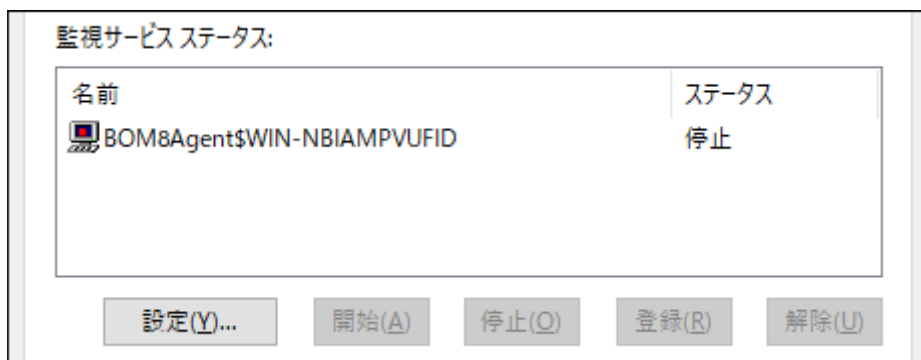 監視サービス ステータス:
名前 ステータス
BOM8Agent$WIN-NBIAMPVUFID 停止
設定(Y)... 開始(A) 停止(O) 登録(R) 解除(U)